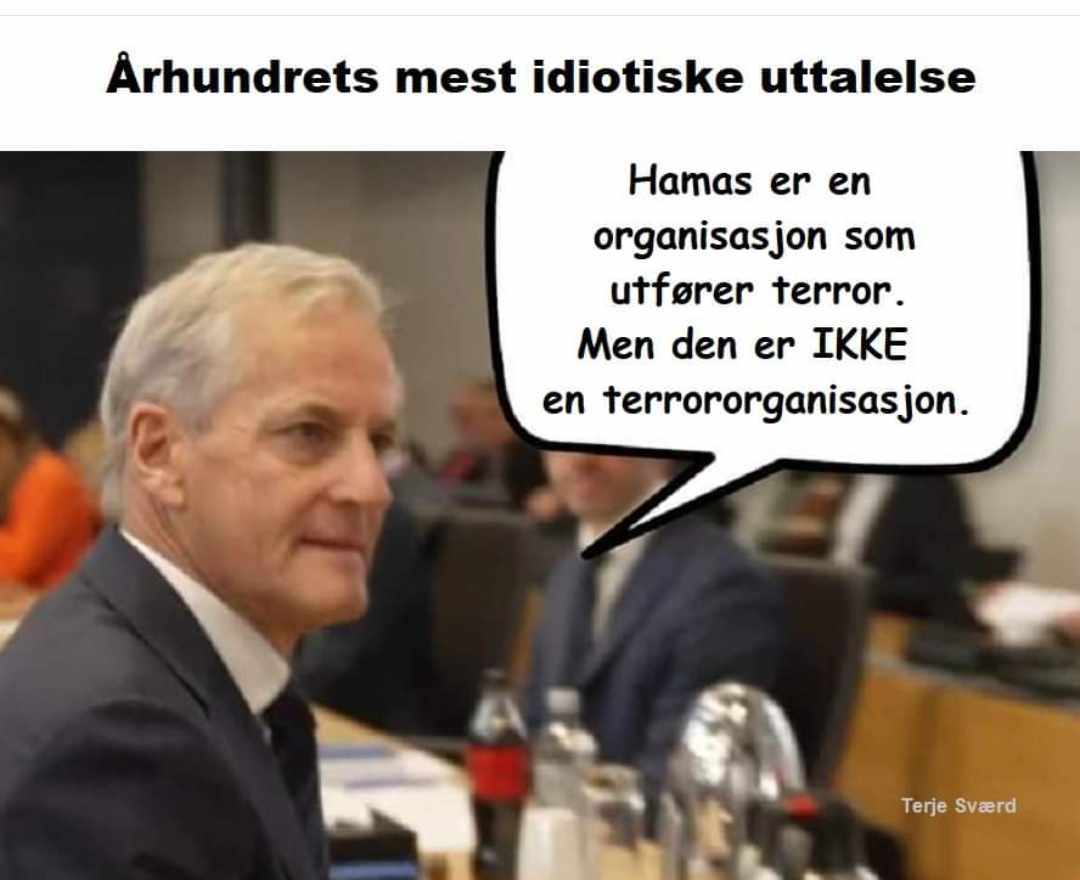 Århundrets mest idiotiske uttalelse
Hamas er en
organisasjon som
utfører terror.
Men den er IKKE
en terrororganisasjon.
Terje Sværd